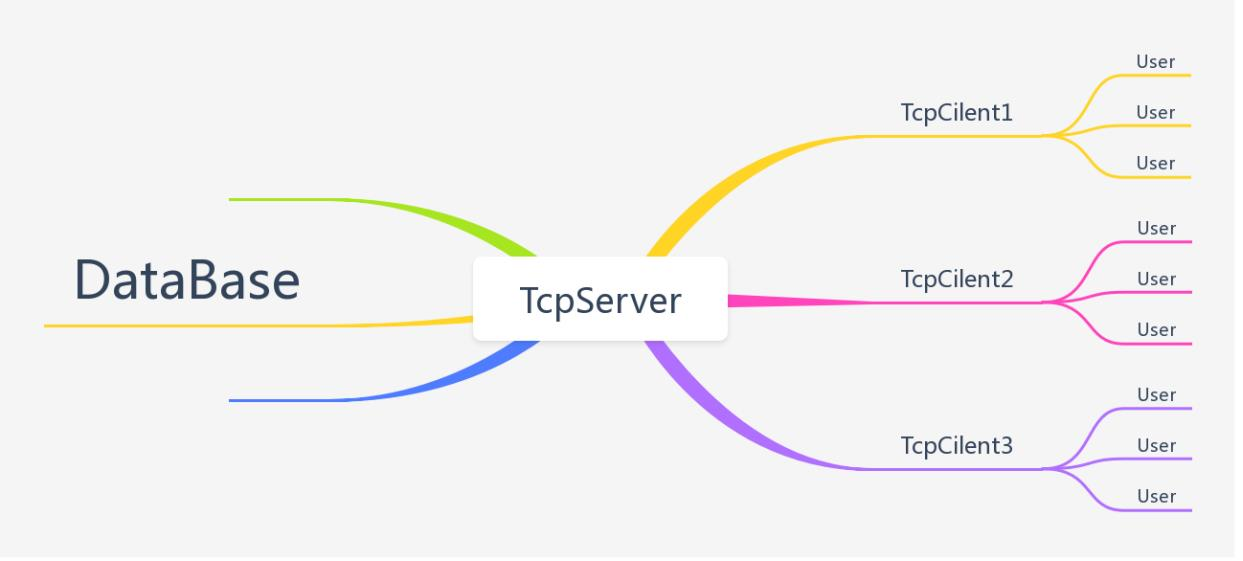 DataBase
TcpServer
TcpCilent1
User
User
User
TcpCilent2
User
User
User
TcpCilent3
User
User
User